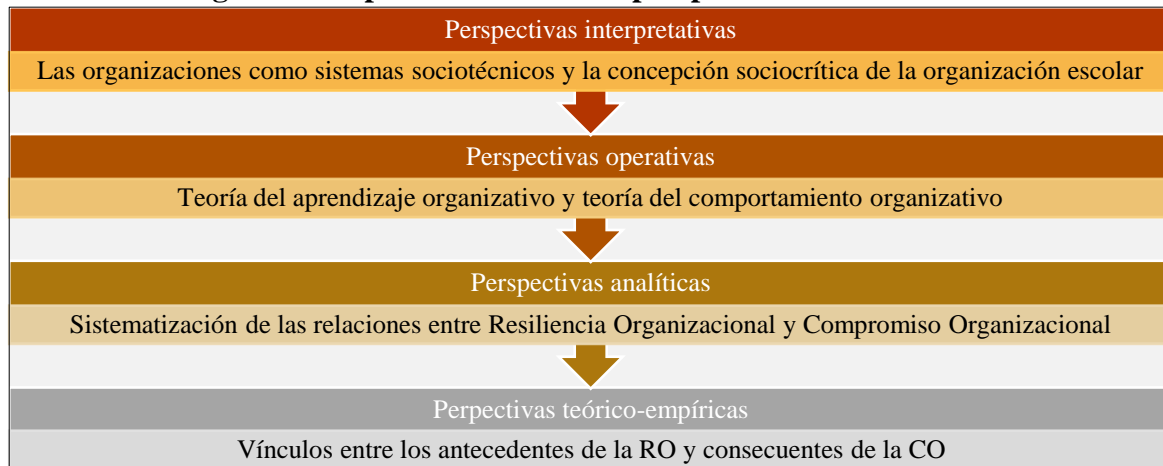 Perspectivas interpretativas
Las organizaciones como sistemas sociotécnicos y la concepción sociocrítica de la organización escolar
Perspectivas operativas
Teoría del aprendizaje organizativo y teoría del comportamiento organizativo
Perspectivas analíticas
Sistematización de las relaciones entre Resiliencia Organizacional y Compromiso Organizacional
Perpectivas teórico-empíricas
Vínculos entre los antecedentes de la RO y consecuentes de la CO